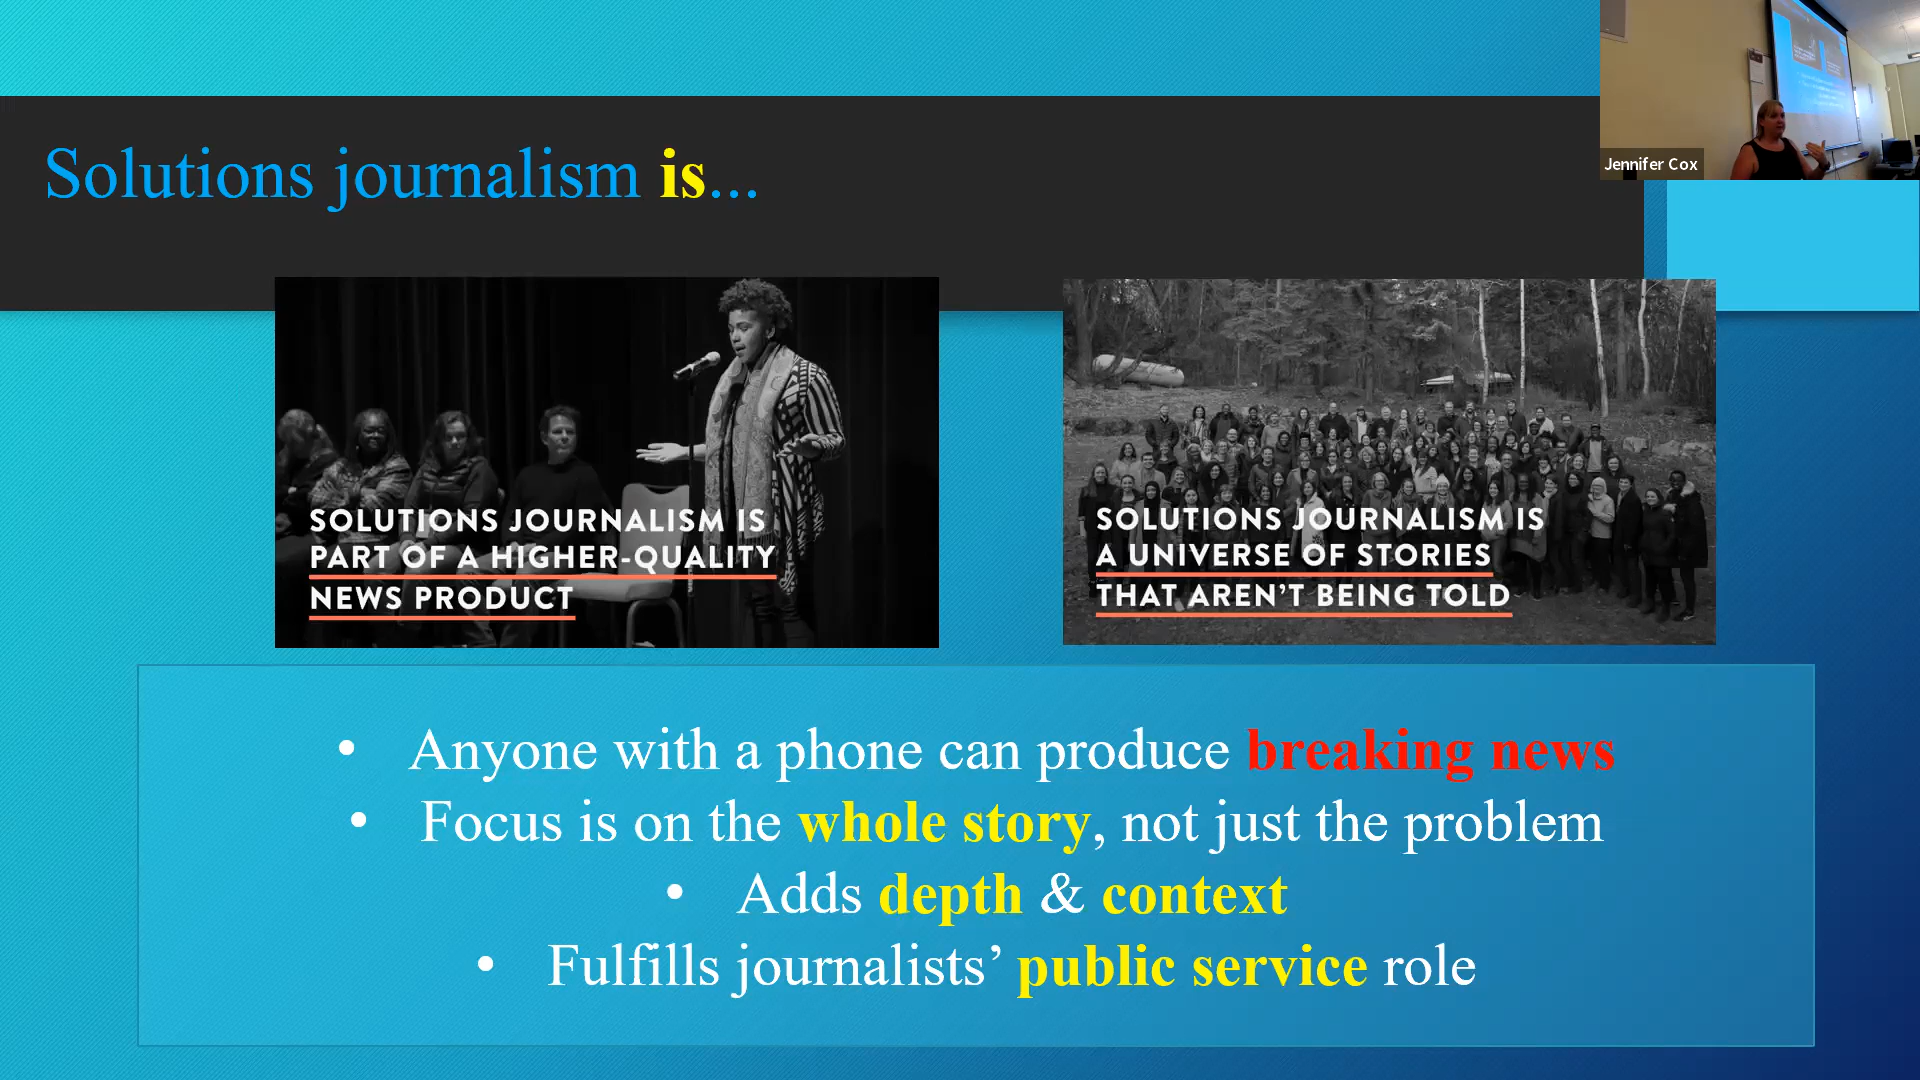 Solutions journalism is...
Jennifer Cox
SOLUTIONS JOURNALISM IS
PART OF A HIGHER-QUALITY
NEWS PRODUCT
SOLUTIONS JOURNALISM IS
A UNIVERSE OF STORIES
THAT AREN'T BEING TOLD
• Anyone with a phone can produce breaking news
• Focus is on the whole story, not just the problem
• Adds depth & context
• Fulfills journalists’ public service role